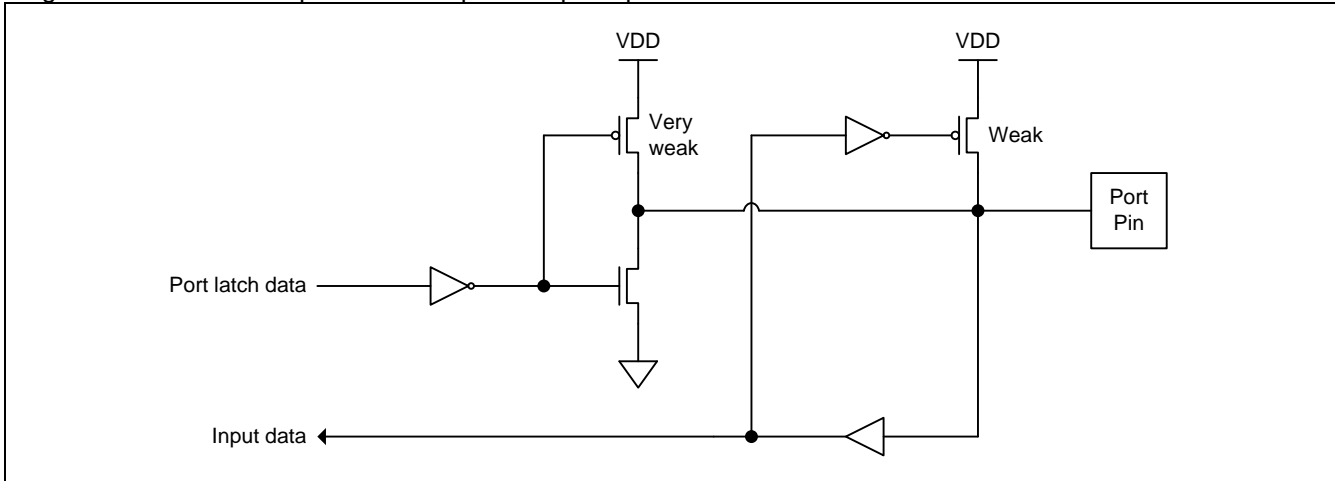 VDD
VDD
Very
weak
Weak
Port
Pin
Port latch data
Input data